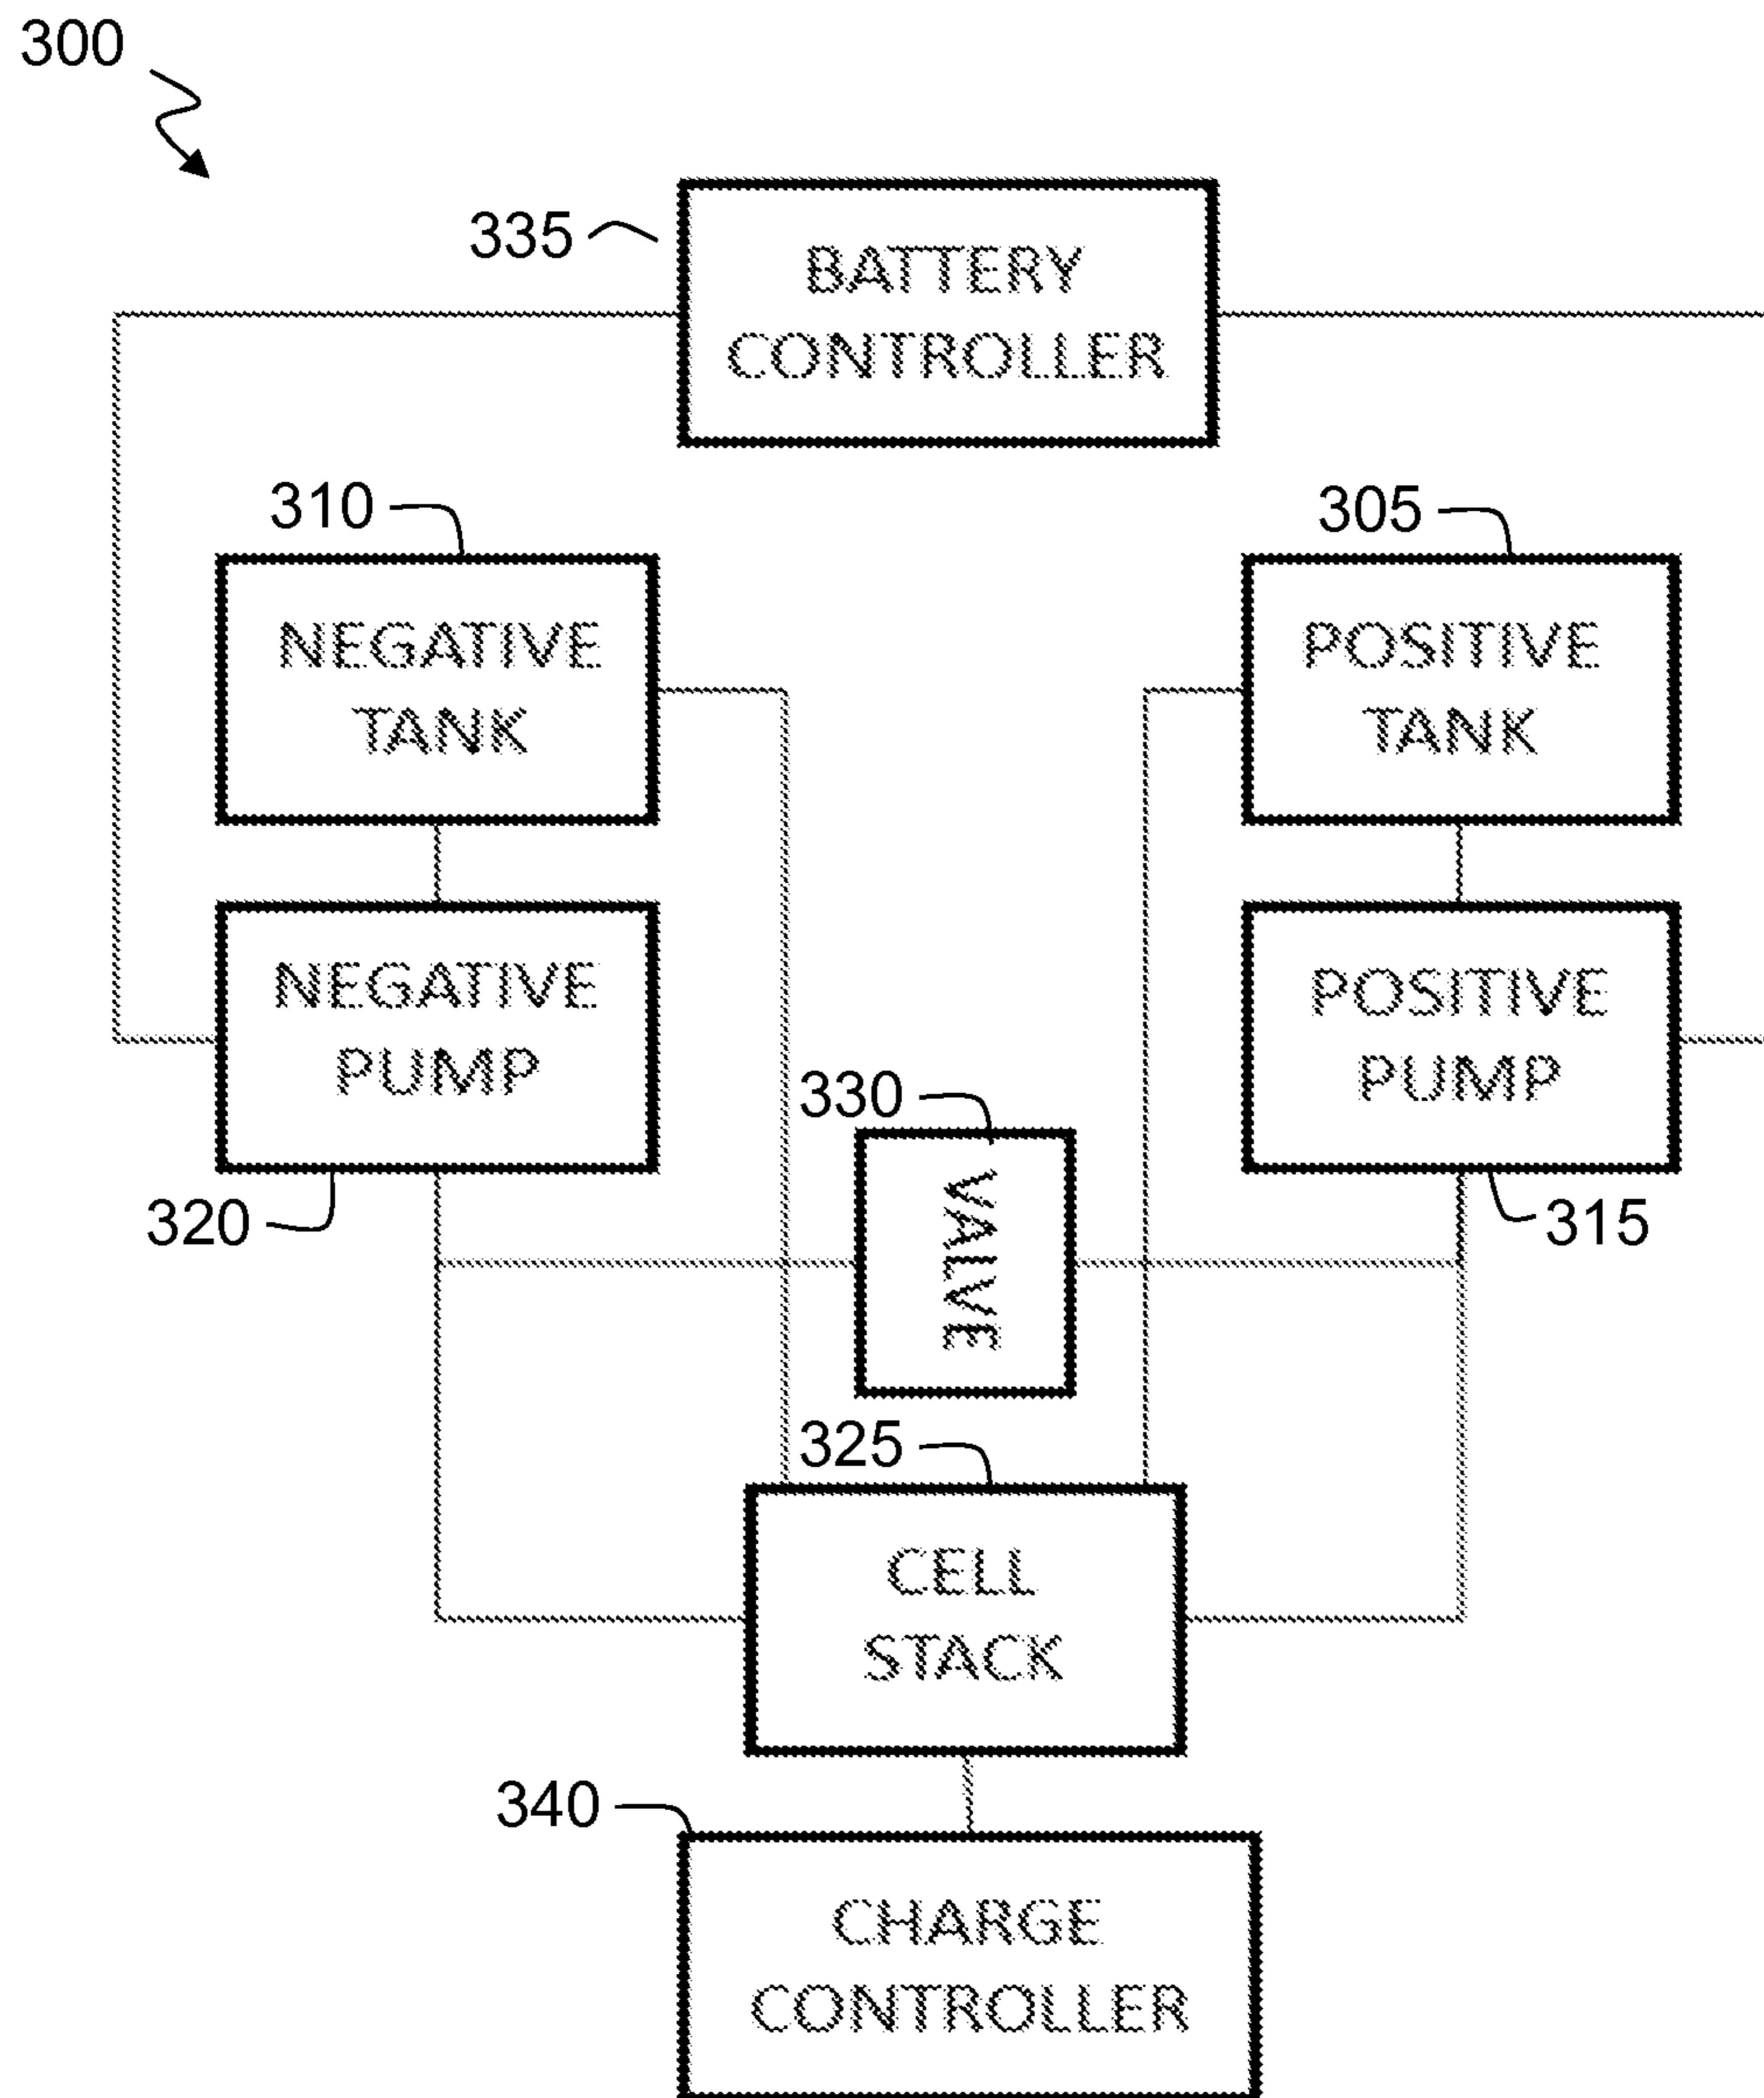 300
335
BATTERY
CONTROLLER
310
305
NEGATIVE
TANK
POSITIVE
TANK
NEGATIVE
PUMP
POSITIVE
PUMP
330
VALVE
320
315
325
CELL
STACK
340
CHARGE
CONTROLLER